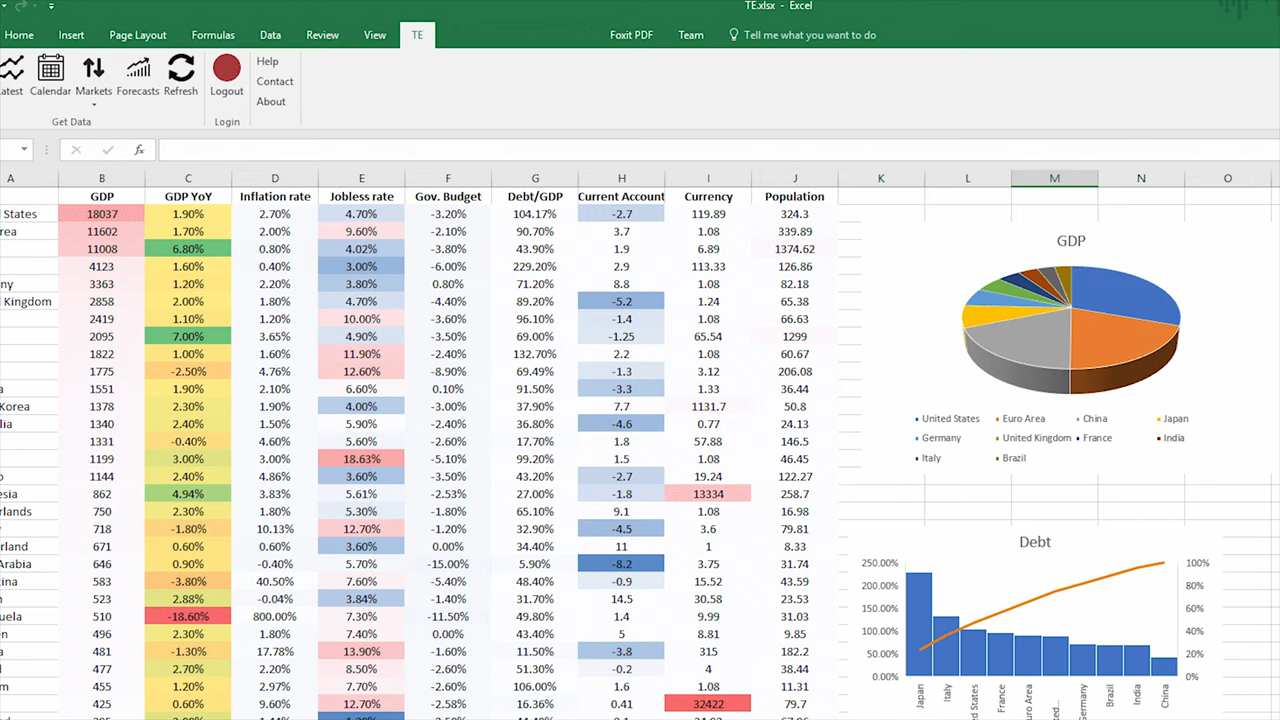 TE.xlsx - Excel
Home Insert Page Layout Formulas Data Review View TE Foxit PDF Team Tell me what you want to do
atest Calendar Markets Forecasts Refresh Logout Help
Contact
About
Get Data Login
fx
A B C D E F G H I J K L M N O
GDP GDP YoY Inflation rate Jobless rate Gov. Budget Debt/GDP Current Account Currency Population
States 18037 1.90% 2.70% 4.70% -3.20% 104.17% -2.7 119.89 324.3
rea 11602 1.70% 2.00% 9.60% -2.10% 90.70% 3.7 1.08 339.89
11008 6.80% 0.80% 4.02% -3.80% 43.90% 1.9 6.89 1374.62
4123 1.60% 0.40% 3.00% -6.00% 229.20% 2.9 113.33 126.86
ny 3363 1.20% 2.20% 3.80% 0.80% 71.20% 8.8 1.08 82.18
Kingdom 2858 2.00% 1.80% 4.70% -4.40% 89.20% -5.2 1.24 65.38
2419 1.10% 1.20% 10.00% -3.60% 96.10% -1.4 1.08 66.63
2095 7.00% 3.65% 4.90% -3.50% 69.00% -1.25 65.54 1299
1822 1.00% 1.60% 11.90% -2.40% 132.70% 2.2 1.08 60.67
1775 -2.50% 4.76% 12.60% -8.90% 69.49% -1.3 3.12 206.08
a 1551 1.90% 2.10% 6.60% 0.10% 91.50% -3.3 1.33 36.44
Korea 1378 2.30% 1.90% 4.00% -3.00% 37.90% 7.7 1131.7 50.8
lia 1340 2.40% 1.50% 5.90% -2.40% 36.80% -4.6 0.77 24.13
1331 -0.40% 4.60% 5.60% -2.60% 17.70% 1.8 57.88 146.5
1199 3.00% 3.00% 18.63% -5.10% 99.20% 1.5 1.08 46.45
o 1144 2.40% 4.86% 3.60% -3.50% 43.20% -2.7 19.24 122.27
esia 862 4.94% 3.83% 5.61% -2.53% 27.00% -1.8 13334 258.7
rlands 750 2.30% 1.80% 5.30% -1.80% 65.10% 9.1 1.08 16.98
718 -1.80% 10.13% 12.70% -1.20% 32.90% -4.5 3.6 79.81
erland 671 0.60% 0.60% 3.60% 0.00% 34.40% 11 1 8.33
Arabia 646 0.90% -0.40% 5.70% -15.00% 5.90% -8.2 3.75 31.74
tina 583 -3.80% 40.50% 7.60% -5.40% 48.40% -0.9 15.52 43.59
523 2.88% -0.04% 3.84% -1.40% 31.70% 14.5 30.58 23.53
uela 510 -18.60% 800.00% 7.30% -11.50% 49.80% 1.4 9.99 31.03
en 496 2.30% 1.80% 7.40% 0.00% 43.40% 5 8.81 9.85
a 481 -1.30% 17.78% 13.90% -1.60% 11.50% -3.8 315 182.2
477 2.70% 2.20% 8.50% -2.60% 51.30% -0.2 4 38.44
m 455 1.20% 2.97% 7.70% -2.60% 106.00% 1.6 1.08 11.31
425 0.60% 9.60% 12.70% -2.58% 16.36% 0.41 32422 79.7
GDP
United States Euro Area China Japan
Germany United Kingdom France India
Italy Brazil
Debt
250.00% 100%
200.00% 80%
150.00% 60%
100.00% 40%
50.00% 20%
0.00% 0%
Japan Italy d States France uro Area ted... Germany Brazil India China